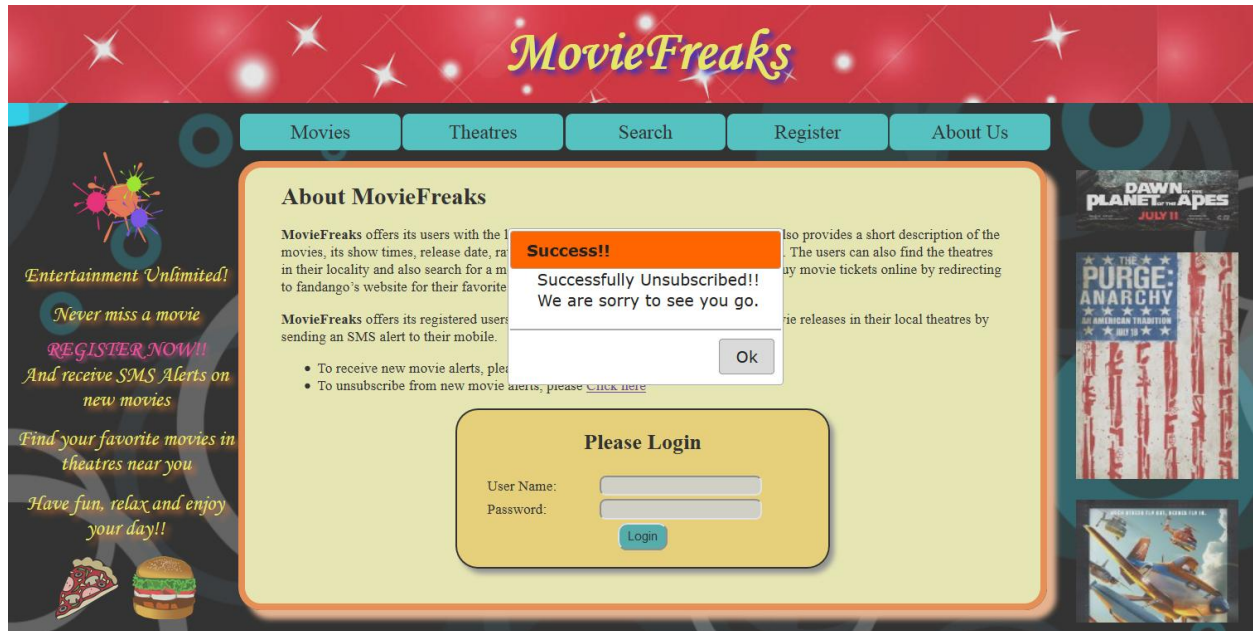 MovieFreaks
Movies
Theatres
Search
Register
About Us
Entertainment Unlimited!
Never miss a movie
REGISTER NOW!!
And receive SMS Alerts on
new movies
Find your favorite movies in
theatres near you
Have fun, relax and enjoy
your day!!
About MovieFreaks
MovieFreaks offers its users with the lso provides a short description of the
movies, its show times, release date, ra . The users can also find the theatres
in their locality and also search for a m uy movie tickets online by redirecting
to fandango's website for their favorite
MovieFreaks offers its registered users vie releases in their local theatres by
sending an SMS alert to their mobile.
• To receive new movie alerts, plea
• To unsubscribe from new movie alerts, please Click here
Success!!
Successfully Unsubscribed!!
We are sorry to see you go.
Ok
Please Login
User Name:
Password:
Login
DAWN OF THE
PLANET OF THE APES
JULY 11
THE
PURGE:
ANARCHY
AN AMERICAN TRADITION
JULY 18